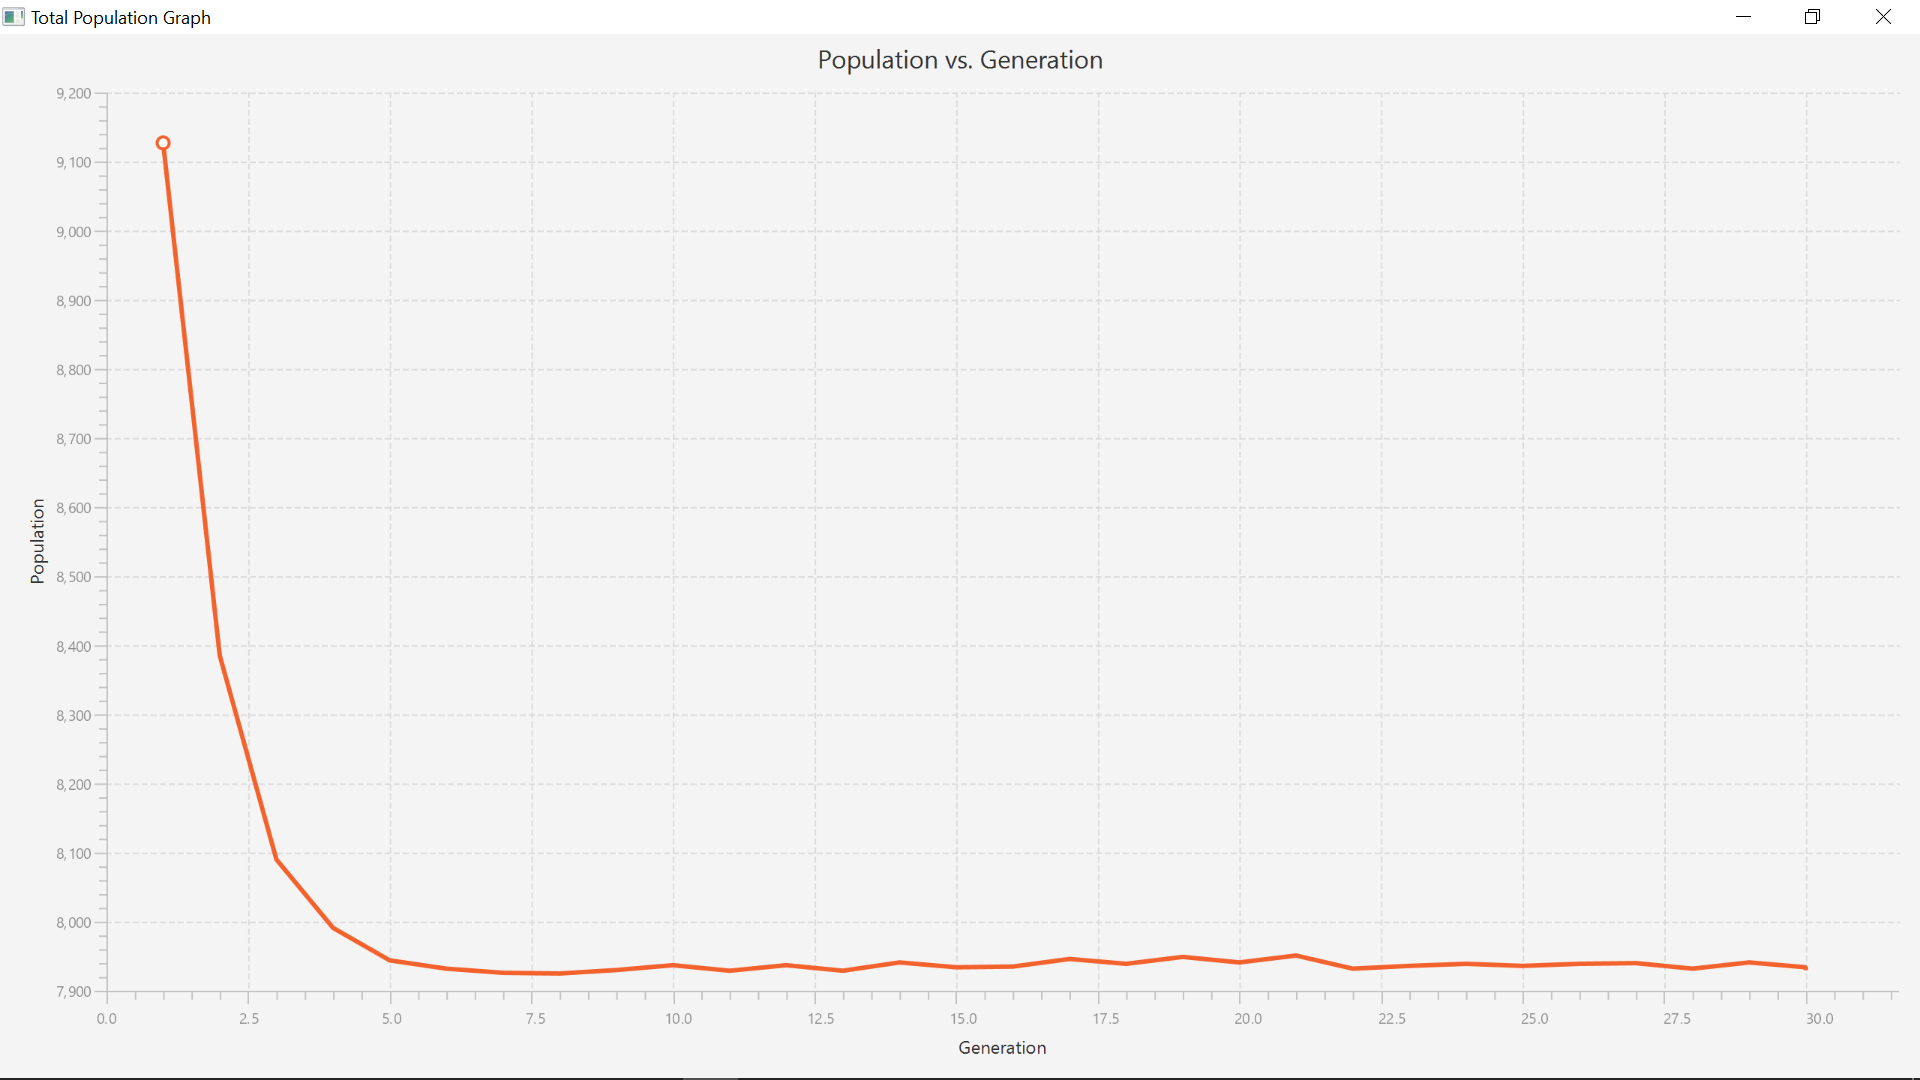 Total Population Graph
Population vs. Generation
9,200
9,100
9,000
8,900
8,800
8,700
8,600
8,500
8,400
8,300
8,200
8,100
8,000
7,900
Population
0.0 2.5 5.0 7.5 10.0 12.5 15.0 17.5 20.0 22.5 25.0 27.5 30.0
Generation